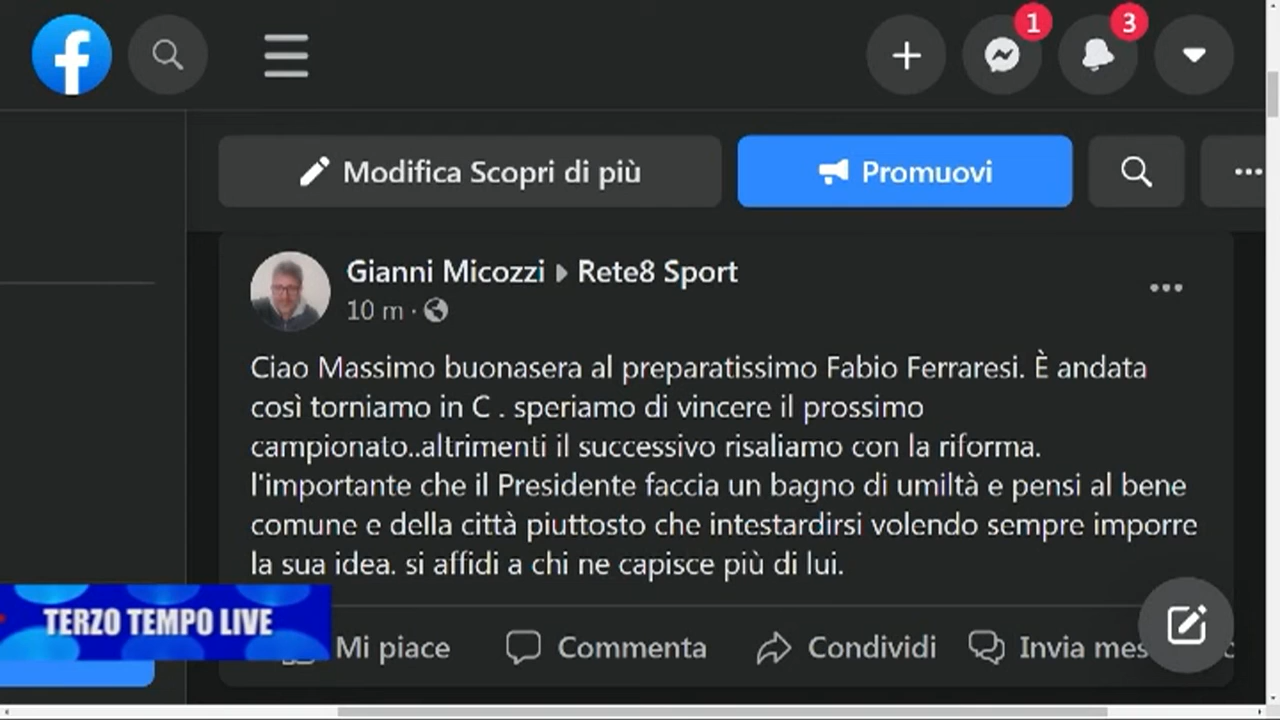 1
3
Modifica Scopri di più
Promuovi
Gianni Micozzi Rete8 Sport
10 m ·
Ciao Massimo buonasera al preparatissimo Fabio Ferraresi. È andata
così torniamo in C . speriamo di vincere il prossimo
campionato..altrimenti il successivo risaliamo con la riforma.
l'importante che il Presidente faccia un bagno di umiltà e pensi al bene
comune e della città piuttosto che intestardirsi volendo sempre imporre
la sua idea. si affidi a chi ne capisce più di lui.
TERZO TEMPO LIVE
Mi piace
Commenta
Condividi
Invia mes